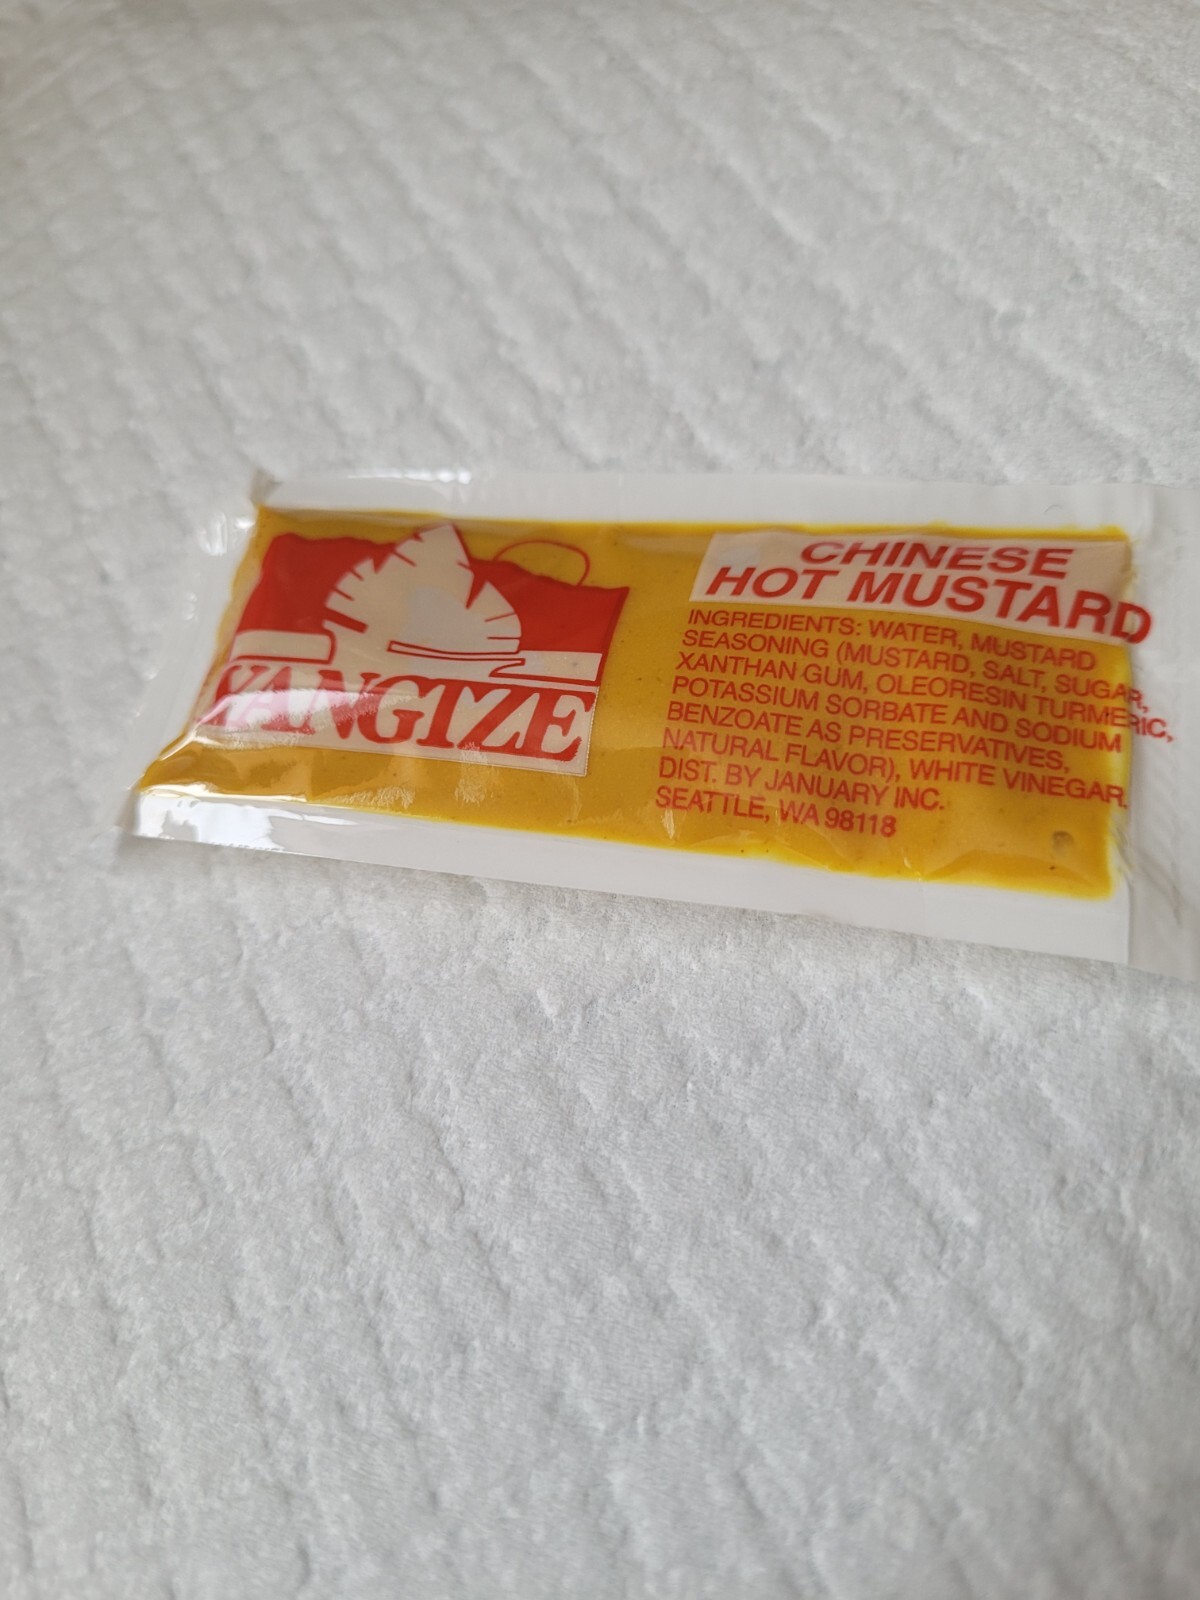 YANGTZE
CHINESE
HOT MUSTARD
INGREDIENTS: WATER, MUSTARD
SEASONING (MUSTARD, SALT, SUGAR,
XANTHAN GUM, OLEORESIN TURMERIC,
POTASSIUM SORBATE AND SODIUM
BENZOATE AS PRESERVATIVES,
NATURAL FLAVOR), WHITE VINEGAR.
DIST. BY JANUARY INC.
SEATTLE, WA 98118